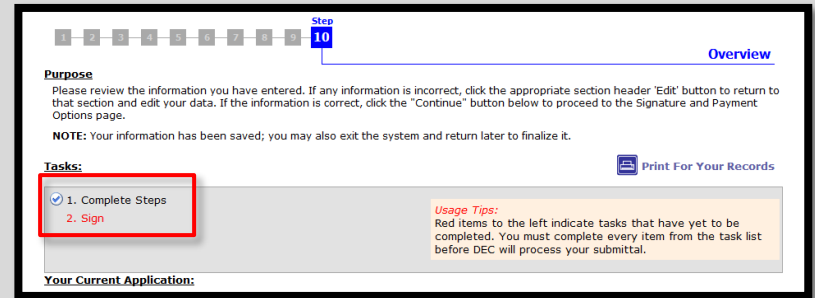 Step
1 2 3 4 5 6 7 8 9 10
Overview
Purpose
Please review the information you have entered. If any information is incorrect, click the appropriate section header 'Edit' button to return to
that section and edit your data. If the information is correct, click the "Continue" button below to proceed to the Signature and Payment
Options page.
NOTE: Your information has been saved; you may also exit the system and return later to finalize it.
Tasks:
Print For Your Records
1. Complete Steps
2. Sign
Usage Tips:
Red items to the left indicate tasks that have yet to be
completed. You must complete every item from the task list
before DEC will process your submittal.
Your Current Application: